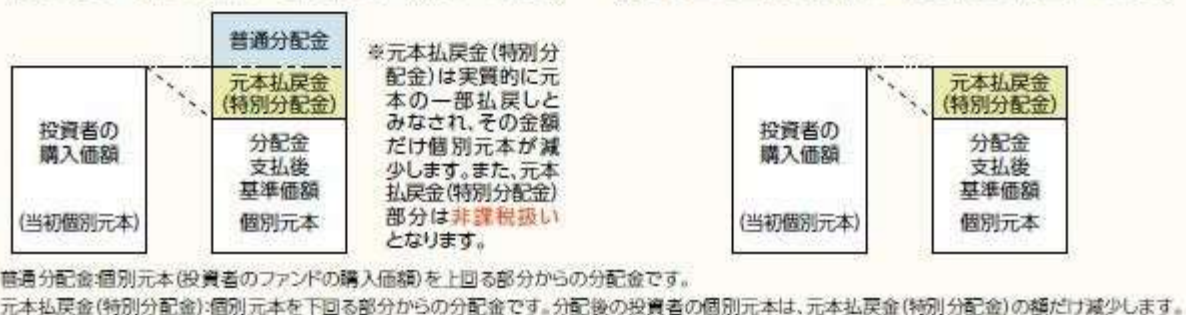 普通分配金
元本払戻金
(特別分配金)
投資者の
購入価額
(当初個別元本)
分配金
支払後
基準価額
個別元本
※元本払戻金(特別分
配金)は実質的に元
本の一部払戻しと
みなされ、その金額
だけ個別元本が減
少します。また、元本
払戻金(特別分配金)
部分は非課税扱い
となります。
投資者の
購入価額
(当初個別元本)
元本払戻金
(特別分配金)
分配金
支払後
基準価額
個別元本
普通分配金:個別元本(投資者のファンドの購入価額)を上回る部分からの分配金です。
元本払戻金(特別分配金):個別元本を下回る部分からの分配金です。分配後の投資者の個別元本は、元本払戻金(特別分配金)の額だけ減少します。